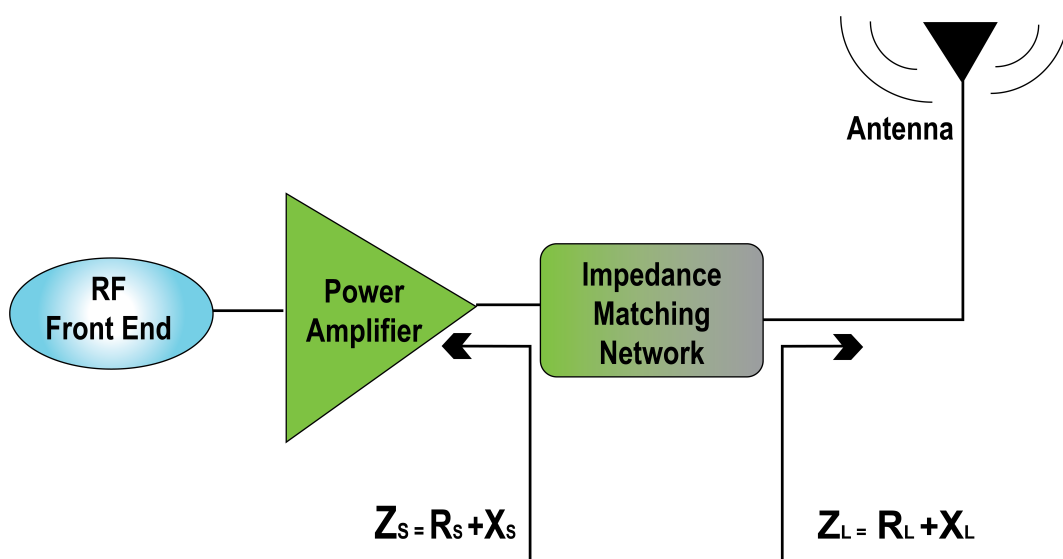 Antenna
RF
Front End
Power
Amplifier
Impedance
Matching
Network
Zs = Rs + Xs
ZL = RL + XL